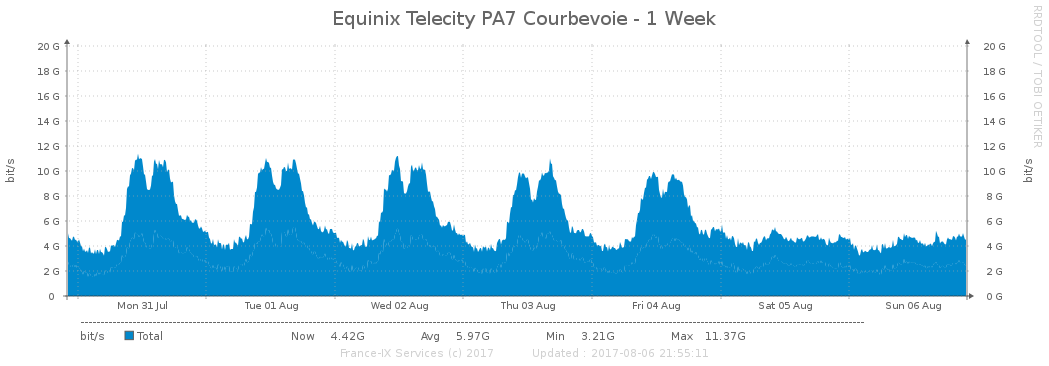 Equinix Telecity PA7 Courbevoie - 1 Week
RRDTOOL / TOBI OETIKER
bit/s
20 G
18 G
16 G
14 G
12 G
10 G
8 G
6 G
4 G
2 G
0
20 G
18 G
16 G
14 G
12 G
10 G
8 G
6 G
4 G
2 G
0 G
bit/s
Mon 31 Jul Tue 01 Aug Wed 02 Aug Thu 03 Aug Fri 04 Aug Sat 05 Aug Sun 06 Aug
bit/s Total Now 4.42G Avg 5.97G Min 3.21G Max 11.37G
France-IX Services (c) 2017 Updated : 2017-08-06 21:55:11